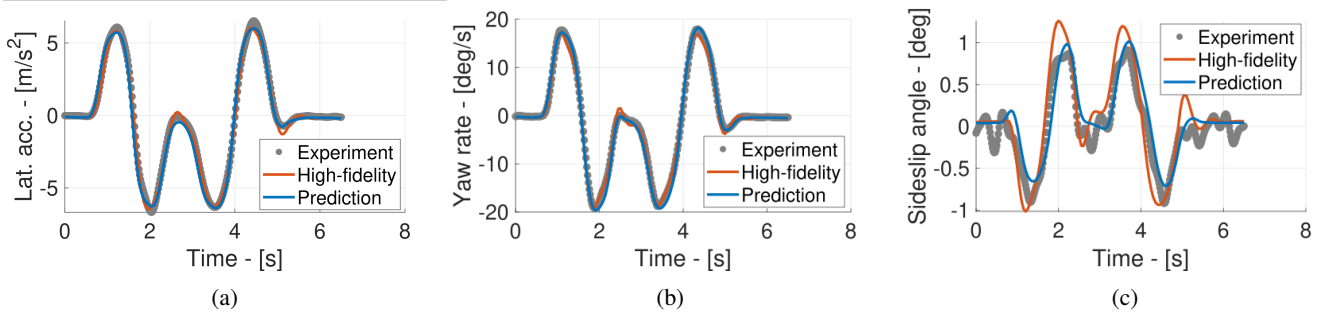 Lat. acc. - [m/s²]
5
0
-5
0 2 4 6 8
Time - [s]
Experiment
High-fidelity
Prediction
(a)
Yaw rate - [deg/s]
20
10
0
-10
-20
0 2 4 6 8
Time - [s]
Experiment
High-fidelity
Prediction
(b)
Sideslip angle - [deg]
1
0.5
0
-0.5
-1
0 2 4 6 8
Time - [s]
Experiment
High-fidelity
Prediction
(c)